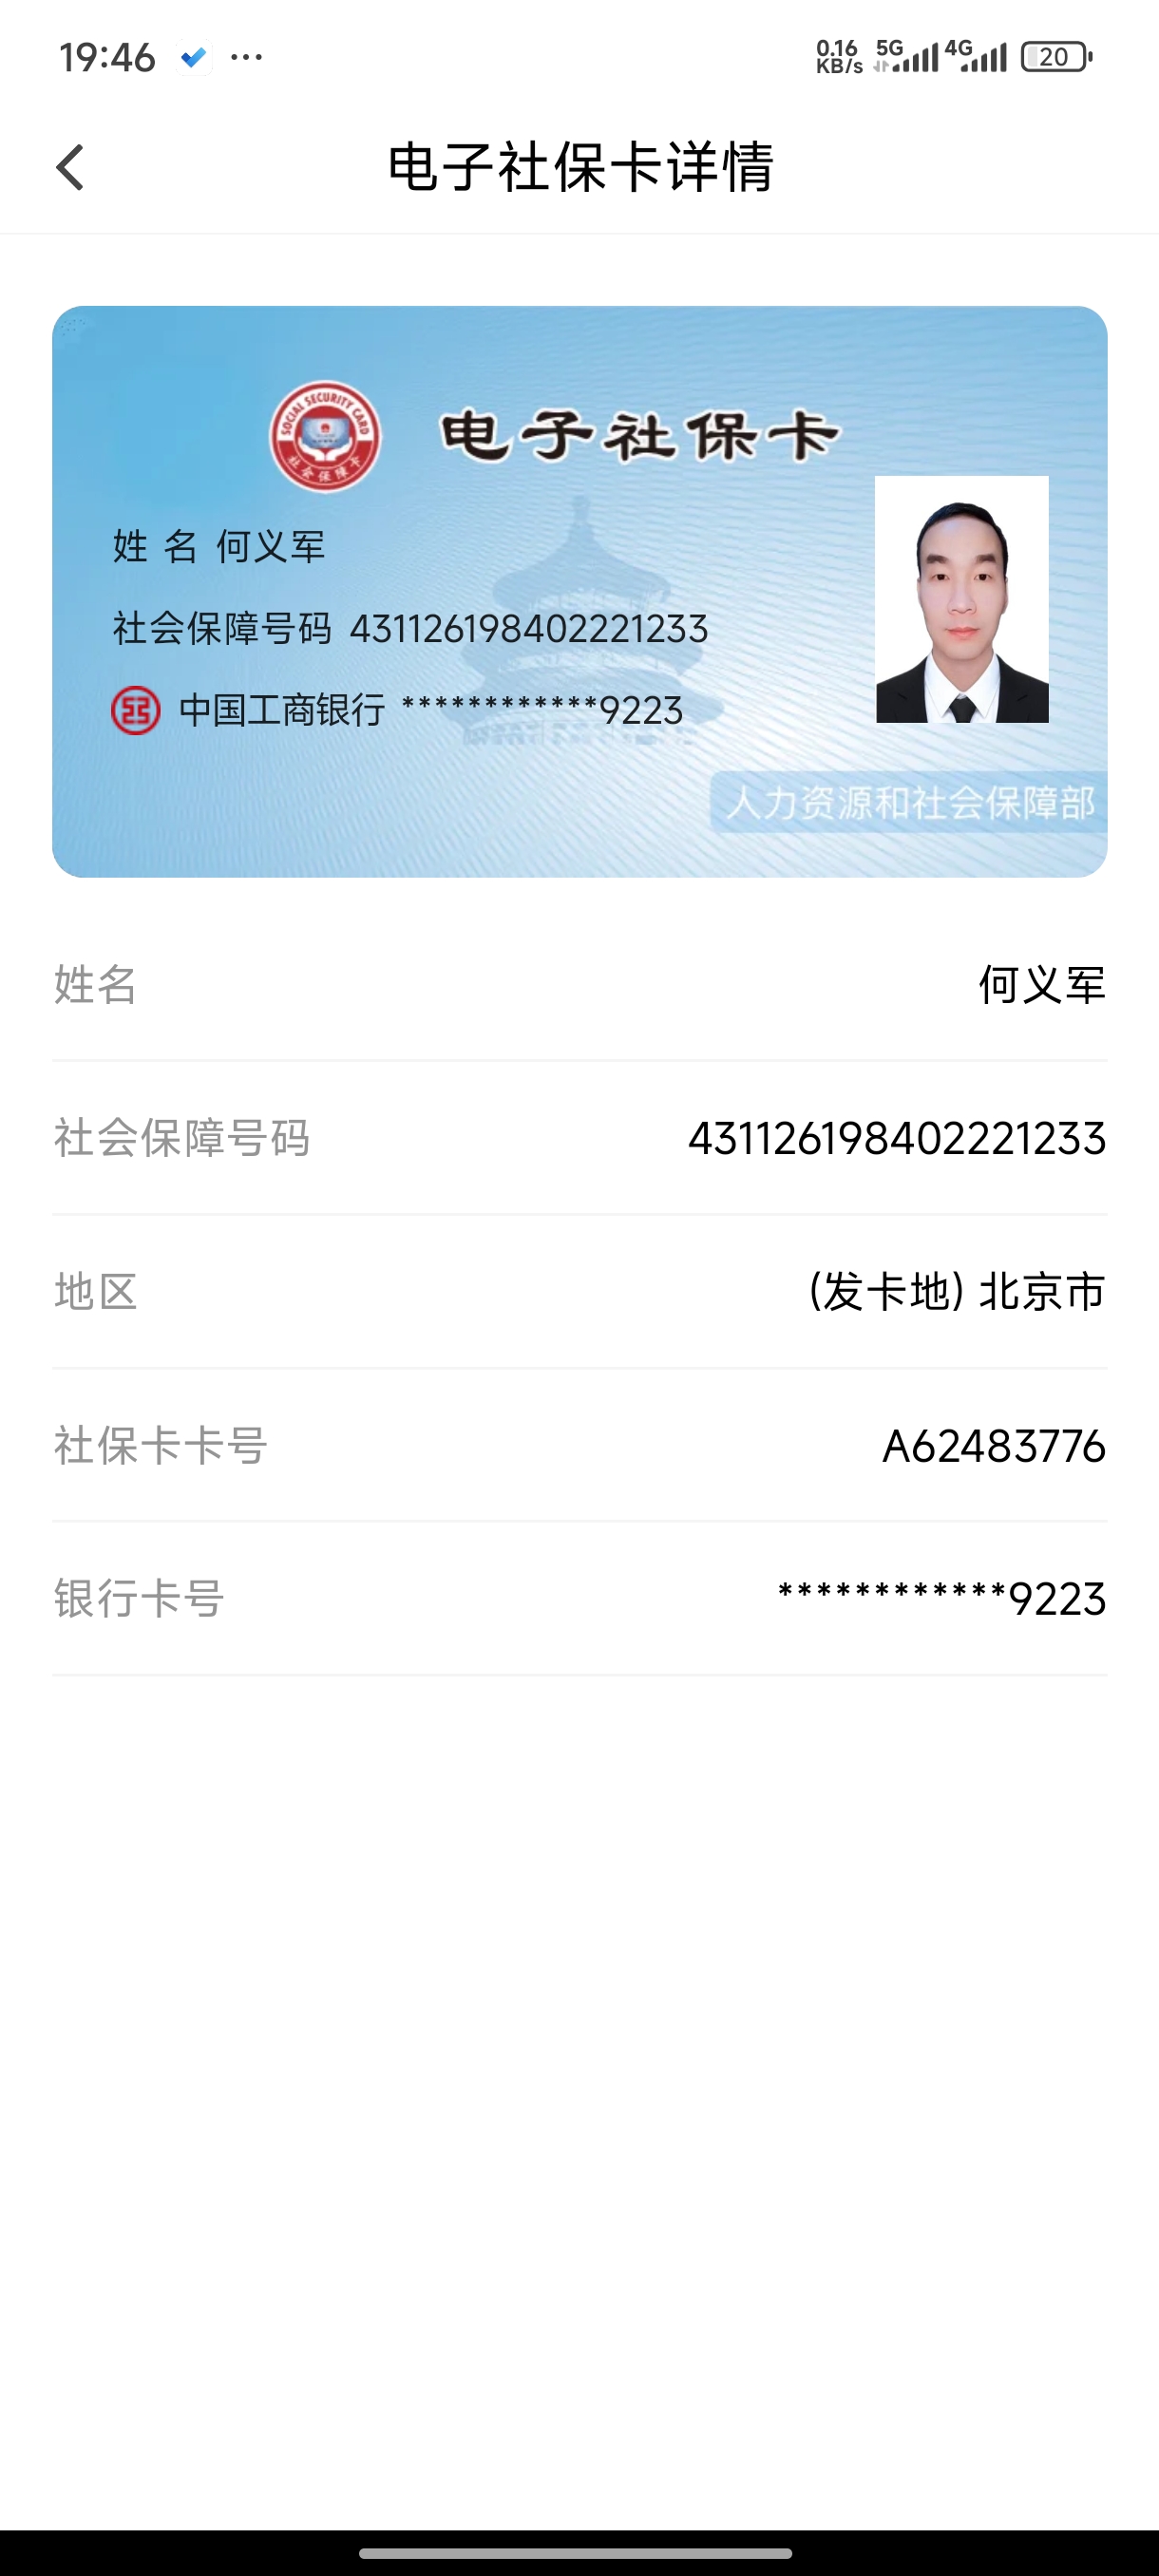 19:46 ... 0.16 KB/s 5G 4G 20
电子社保卡详情
SOCIAL SECURITY CARD
社会保障卡
电子社保卡
姓 名 何义军
社会保障号码 431126198402221233
中国工商银行 ************9223
人力资源和社会保障部
姓名 何义军
社会保障号码 431126198402221233
地区 (发卡地) 北京市
社保卡卡号 A62483776
银行卡号 ************9223